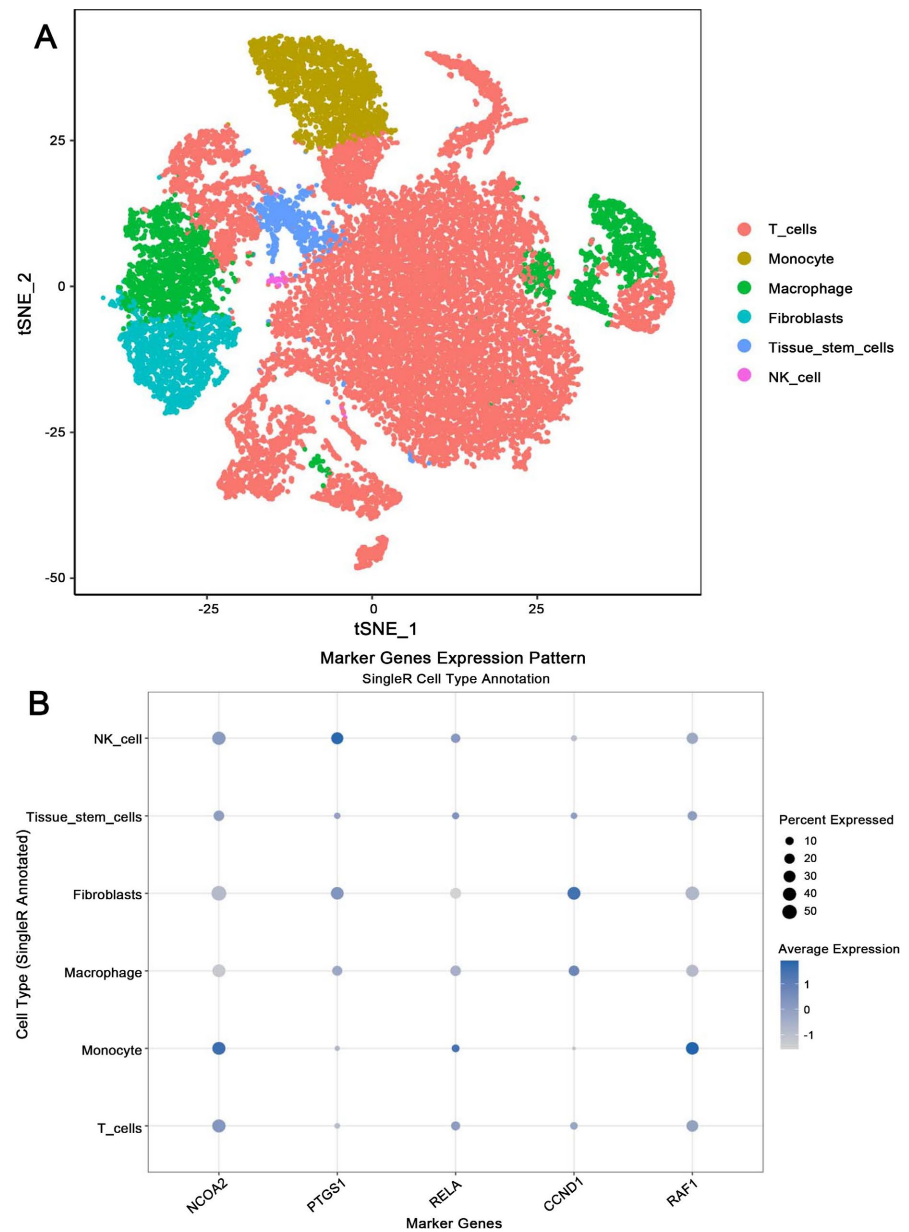 A
25
0
-25
-50
tSNE_2
-25
0
25
tSNE_1
T_cells
Monocyte
Macrophage
Fibroblasts
Tissue_stem_cells
NK_cell
Marker Genes Expression Pattern
SingleR Cell Type Annotation
B
Cell Type (SingleR Annotated)
NK_cell
Tissue_stem_cells
Fibroblasts
Macrophage
Monocyte
T_cells
NCOA2
PTGS1
RELA
CCND1
RAF1
Marker Genes
Percent Expressed
10
20
30
40
50
Average Expression
1
0
-1